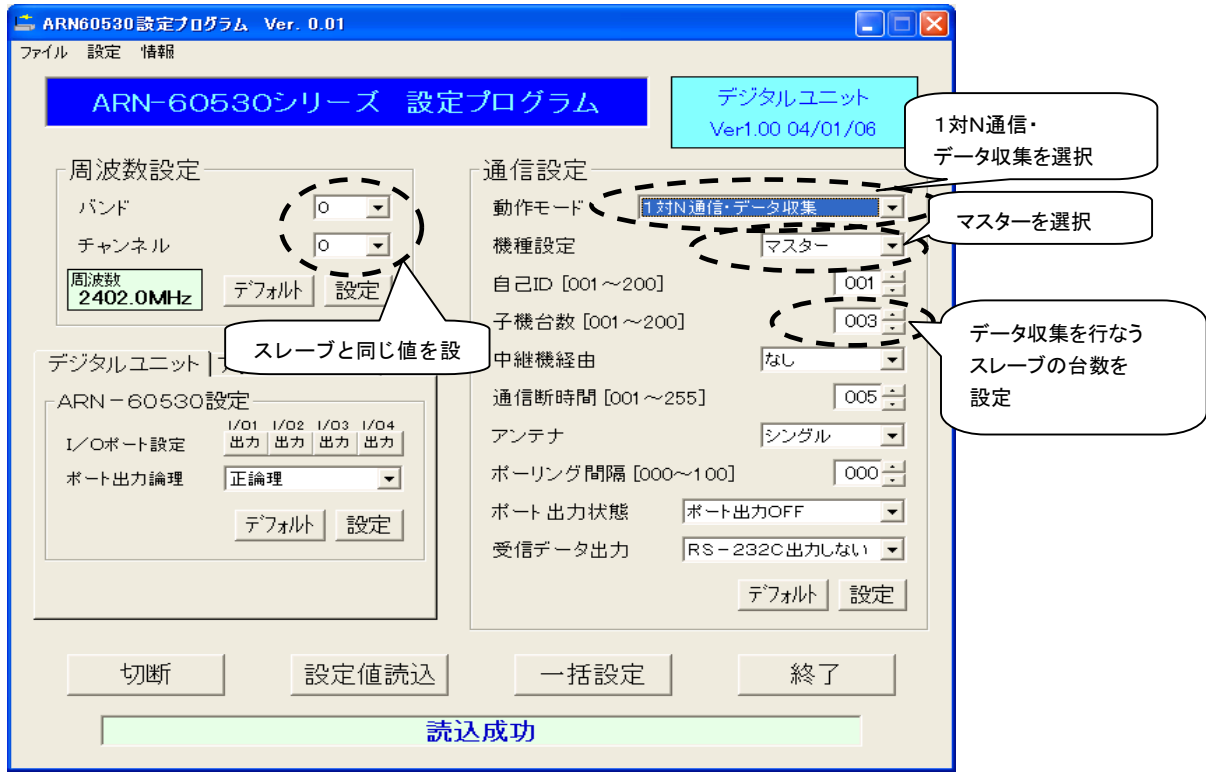 ARN60530設定プログラム Ver. 0.01
ファイル 設定 情報
ARN-60530シリーズ 設定プログラム
デジタルユニット
Ver1.00 04/01/06
1対N通信・
データ収集を選択
周波数設定
バンド 0
チャンネル 0
周波数
2402.0MHz
デフォルト 設定
スレーブと同じ値を設
通信設定
動作モード 1対N通信・データ収集
機種設定 マスター
マスターを選択
自己ID [001～200] 001
子機台数 [001～200] 003
データ収集を行なう
スレーブの台数を
設定
中継機経由 なし
通信断時間 [001～255] 005
アンテナ シングル
ポーリング間隔 [000～100] 000
ポート出力状態 ポート出力OFF
受信データ出力 RS-232C出力しない
デフォルト 設定
デジタルユニット
ARN-60530設定
I/O1 I/O2 I/O3 I/O4
I/Oポート設定 出力 出力 出力 出力
ポート出力論理 正論理
デフォルト 設定
切断 設定値読込 一括設定 終了
読込成功